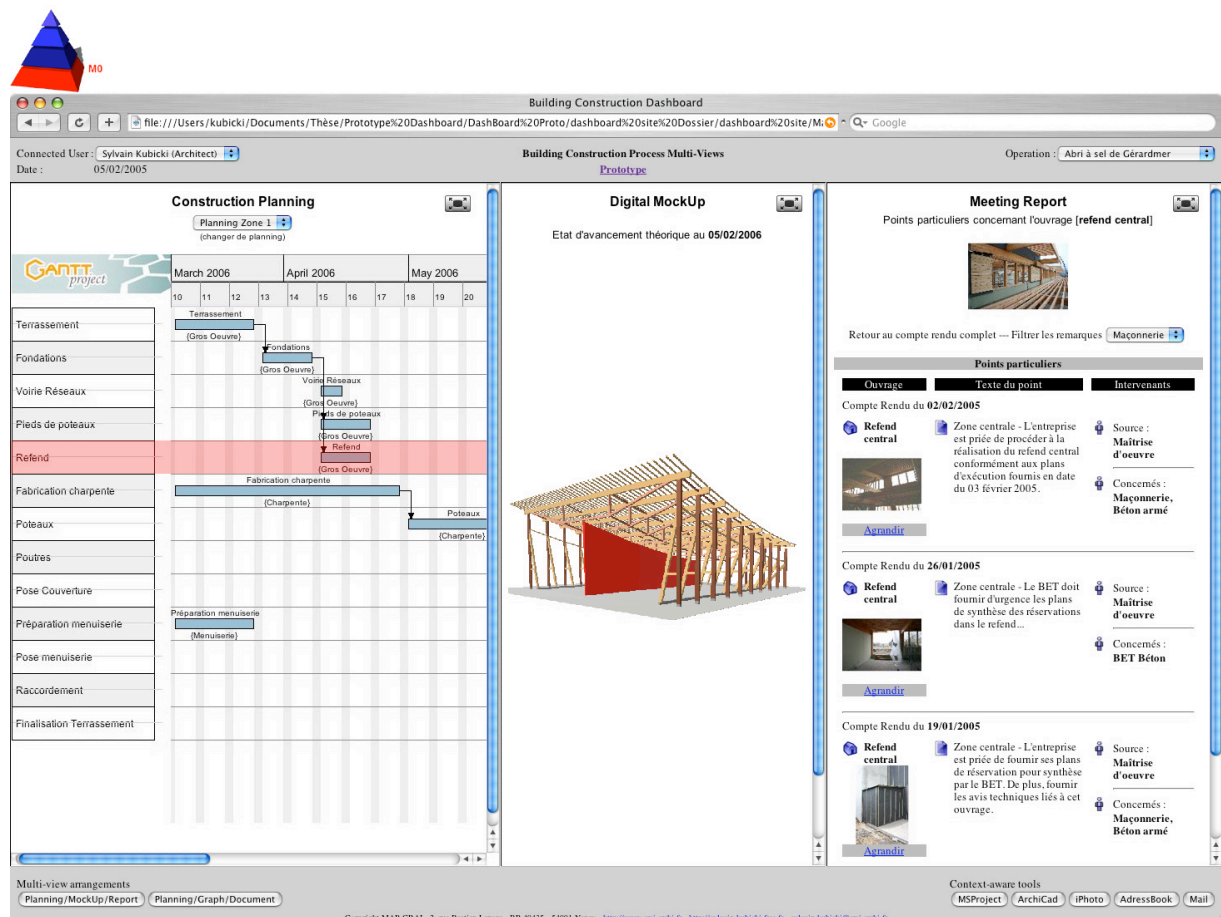 M0
Building Construction Dashboard
file:///Users/kubicki/Documents/Thèse/Prototype%20Dashboard/DashBoard%20Proto/dashboard%20site%20Dossier/dashboard%20site/Ma
Google
Connected User : Sylvain Kubicki (Architect)
Date : 05/02/2005
Building Construction Process Multi-Views
Prototype
Operation : Abri à sel de Gérardmer
Construction Planning
Planning Zone 1
(changer de planning)
GANTT
project
March 2006 April 2006 May 2006
10 11 12 13 14 15 16 17 18 19 20
Terrassement
Terrassement
{Gros Oeuvre}
Fondations
Fondations
{Gros Oeuvre}
Voirie Réseaux
Voirie Réseaux
{Gros Oeuvre}
Pieds de poteaux
Pieds de poteaux
{Gros Oeuvre}
Refend
Refend
{Gros Oeuvre}
Fabrication charpente
Fabrication charpente
{Charpente}
Poteaux
Poteaux
{Charpente}
Poutres
Pose Couverture
Préparation menuiserie
Préparation menuiserie
{Menuiserie}
Pose menuiserie
Raccordement
Finalisation Terrassement
Digital MockUp
Etat d'avancement théorique au 05/02/2006
Meeting Report
Points particuliers concernant l'ouvrage [refend central]
Retour au compte rendu complet --- Filtrer les remarques Maçonnerie
Points particuliers
Ouvrage Texte du point Intervenants
Compte Rendu du 02/02/2005
Refend
central
Agrandir
Zone centrale - L'entreprise
est priée de procéder à la
réalisation du refend central
conformément aux plans
d'exécution fournis en date
du 03 février 2005.
Source :
Maîtrise
d'oeuvre
Concernés :
Maçonnerie,
Béton armé
Compte Rendu du 26/01/2005
Refend
central
Agrandir
Zone centrale - Le BET doit
fournir d'urgence les plans
de synthèse des réservations
dans le refend...
Source :
Maîtrise
d'oeuvre
Concernés :
BET Béton
Compte Rendu du 19/01/2005
Refend
central
Agrandir
Zone centrale - L'entreprise
est priée de fournir ses plans
de réservation pour synthèse
par le BET. De plus, fournir
les avis techniques liés à cet
ouvrage.
Source :
Maîtrise
d'oeuvre
Concernés :
Maçonnerie,
Béton armé
Multi-view arrangements
Planning/MockUp/Report Planning/Graph/Document
Context-aware tools
MSProject ArchiCad iPhoto AdressBook Mail